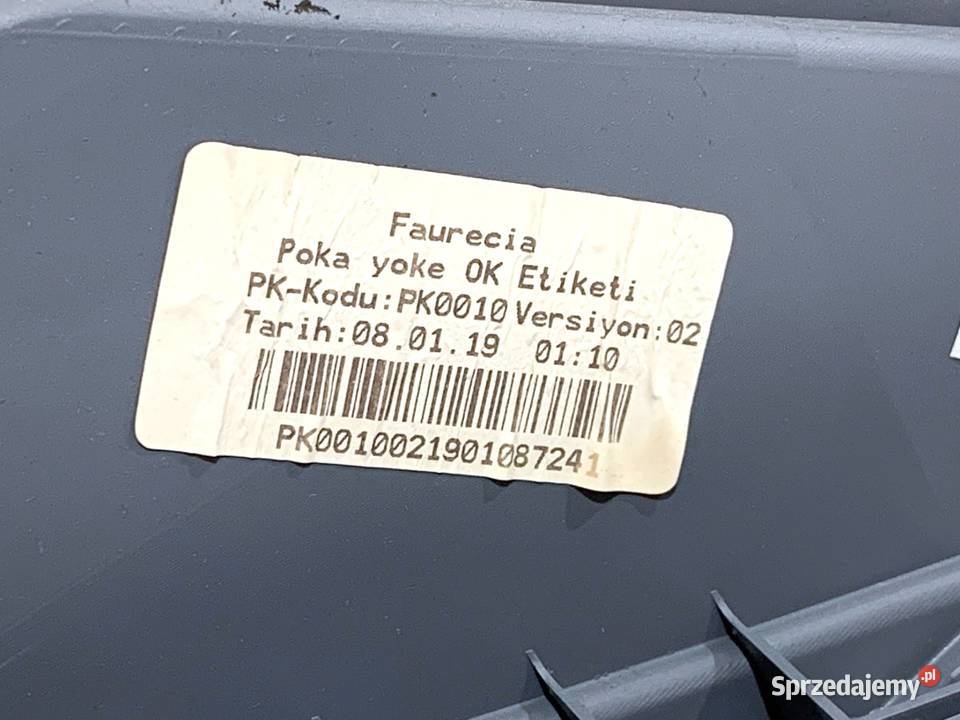 Faurecia
Poka yoke OK Etiketi
PK-Kodu:PK0010 Versiyon:02
Tarih:08.01.19 01:10
PK0010021901087241
Sprzedajemy.pl